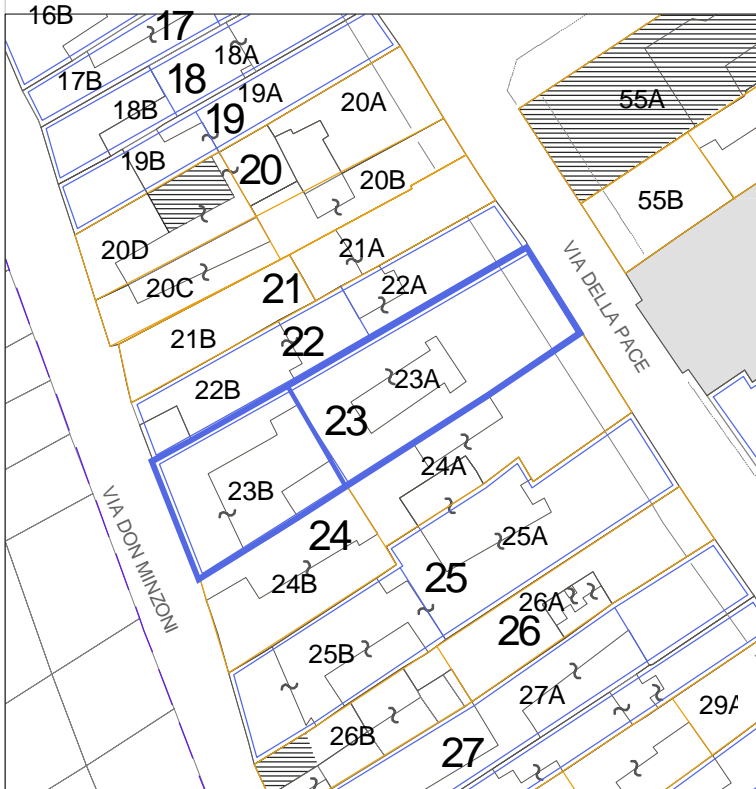 16B
17
18A
17B
18
19A
18B
19
20A
55A
19B
20
20B
55B
20D
21A
VIA DELLA PACE
20C
21
22A
21B
22
22B
23A
23
23B
24A
VIA DON MINZONI
24
25A
24B
25
26A
26
25B
27A
29A
26B
27